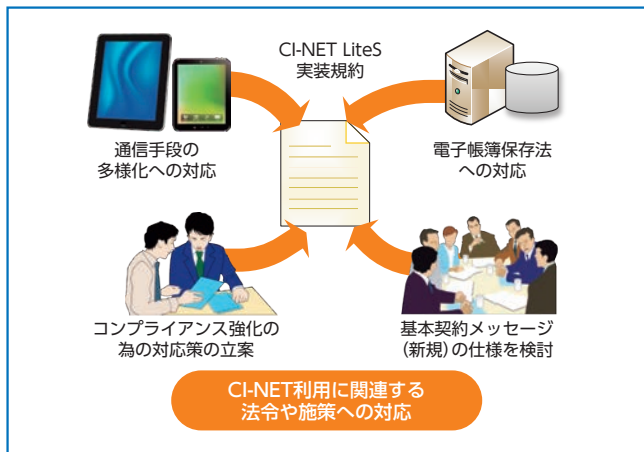 CI-NET LiteS
実装規約
通信手段の
多様化への対応
電子帳簿保存法
への対応
コンプライアンス強化の
為の対応策の立案
基本契約メッセージ
(新規)の仕様を検討
CI-NET利用に関連する
法令や施策への対応